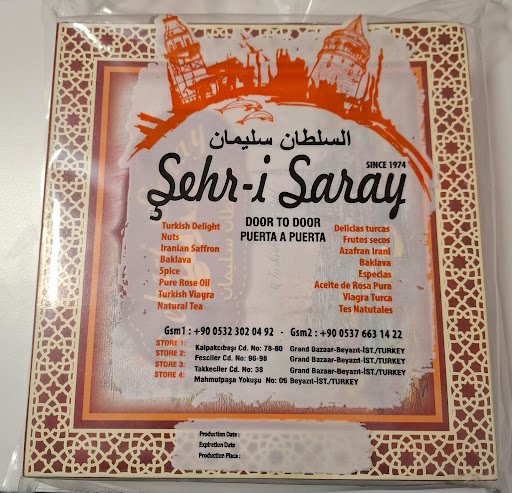 السلطان سليمان
SINCE 1974
Şehr-i Saray
DOOR TO DOOR
PUERTA A PUERTA
Turkish Delight
Nuts
Iranian Saffron
Baklava
Spice
Pure Rose Oil
Turkish Viagra
Natural Tea
Delicias turcas
Frutos secos
Azafran Irani
Baklava
Especias
Aceite de Rosa Pura
Viagra Turca
Tes Natutales
Gsm1 : +90 0532 302 04 92 - Gsm2 : +90 0537 663 14 22
STORE 1: Kalpakcıbaşı Cd. No: 78-80 Grand Bazaar-Beyazıt-İST./TURKEY
STORE 2: Fesciler Cd. No: 96-98 Grand Bazaar-Beyazıt-İST./TURKEY
STORE 3: Takkeciler Cd. No: 38 Grand Bazaar-Beyazıt-İST./TURKEY
STORE 4: Mahmutpaşa Yokuşu No: 05 Beyazıt-İST./TURKEY
Production Date :
Expiration Date
Production Place :